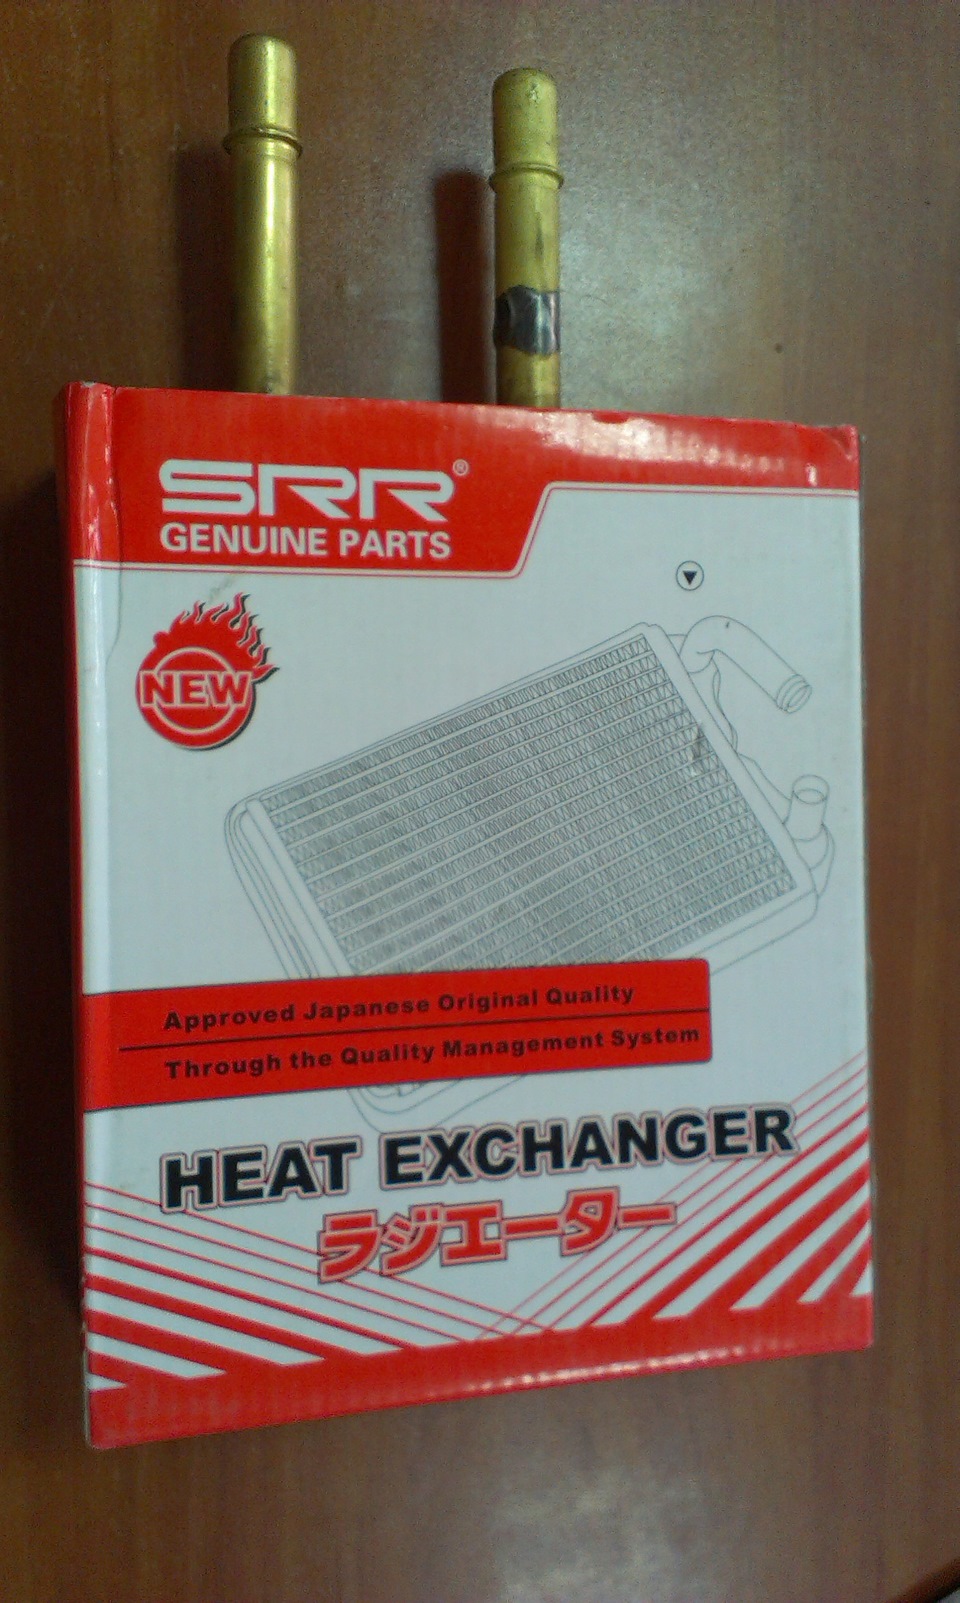 SRR®
GENUINE PARTS
NEW
Approved Japanese Original Quality
Through the Quality Management System
HEAT EXCHANGER
ラジエーター